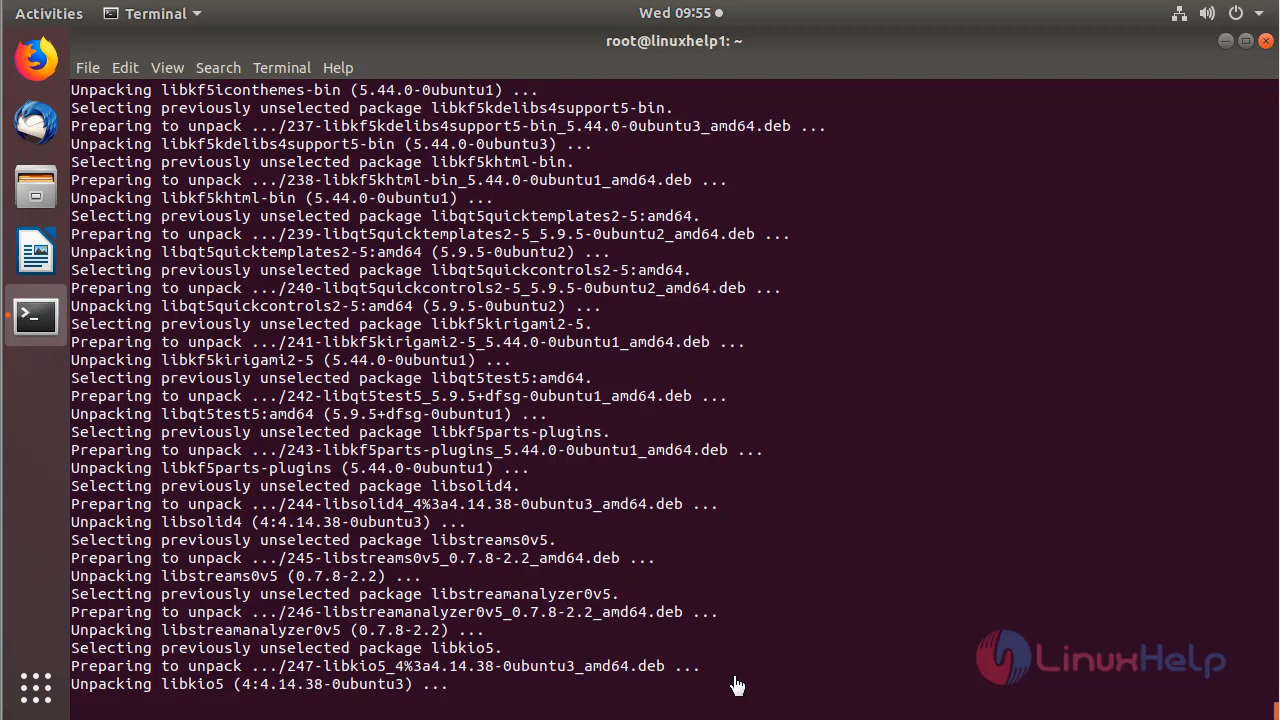 Activities Terminal Wed 09:55
root@linuxhelp1: ~
File Edit View Search Terminal Help
Unpacking libkf5iconthemes-bin (5.44.0-0ubuntu1) ...
Selecting previously unselected package libkf5kdelibs4support5-bin.
Preparing to unpack .../237-libkf5kdelibs4support5-bin_5.44.0-0ubuntu3_amd64.deb ...
Unpacking libkf5kdelibs4support5-bin (5.44.0-0ubuntu3) ...
Selecting previously unselected package libkf5khtml-bin.
Preparing to unpack .../238-libkf5khtml-bin_5.44.0-0ubuntu1_amd64.deb ...
Unpacking libkf5khtml-bin (5.44.0-0ubuntu1) ...
Selecting previously unselected package libqt5quicktemplates2-5:amd64.
Preparing to unpack .../239-libqt5quicktemplates2-5_5.9.5-0ubuntu2_amd64.deb ...
Unpacking libqt5quicktemplates2-5:amd64 (5.9.5-0ubuntu2) ...
Selecting previously unselected package libqt5quickcontrols2-5:amd64.
Preparing to unpack .../240-libqt5quickcontrols2-5_5.9.5-0ubuntu2_amd64.deb ...
Unpacking libqt5quickcontrols2-5:amd64 (5.9.5-0ubuntu2) ...
Selecting previously unselected package libkf5kirigami2-5.
Preparing to unpack .../241-libkf5kirigami2-5_5.44.0-0ubuntu1_amd64.deb ...
Unpacking libkf5kirigami2-5 (5.44.0-0ubuntu1) ...
Selecting previously unselected package libqt5test5:amd64.
Preparing to unpack .../242-libqt5test5_5.9.5+dfsg-0ubuntu1_amd64.deb ...
Unpacking libqt5test5:amd64 (5.9.5+dfsg-0ubuntu1) ...
Selecting previously unselected package libkf5parts-plugins.
Preparing to unpack .../243-libkf5parts-plugins_5.44.0-0ubuntu1_amd64.deb ...
Unpacking libkf5parts-plugins (5.44.0-0ubuntu1) ...
Selecting previously unselected package libsolid4.
Preparing to unpack .../244-libsolid4_4%3a4.14.38-0ubuntu3_amd64.deb ...
Unpacking libsolid4 (4:4.14.38-0ubuntu3) ...
Selecting previously unselected package libstreams0v5.
Preparing to unpack .../245-libstreams0v5_0.7.8-2.2_amd64.deb ...
Unpacking libstreams0v5 (0.7.8-2.2) ...
Selecting previously unselected package libstreamanalyzer0v5.
Preparing to unpack .../246-libstreamanalyzer0v5_0.7.8-2.2_amd64.deb ...
Unpacking libstreamanalyzer0v5 (0.7.8-2.2) ...
Selecting previously unselected package libkio5.
Preparing to unpack .../247-libkio5_4%3a4.14.38-0ubuntu3_amd64.deb ...
Unpacking libkio5 (4:4.14.38-0ubuntu3) ...
LinuxHelp